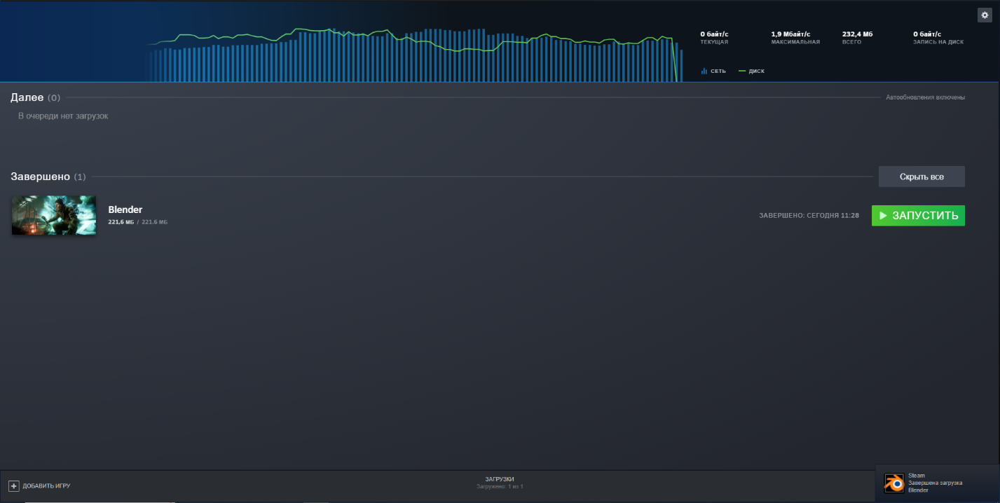 0 байт/с
ТЕКУЩАЯ
1,9 Мбайт/с
МАКСИМАЛЬНАЯ
232,4 Мб
ВСЕГО
0 байт/с
ЗАПИСЬ НА ДИСК
СЕТЬ
ДИСК
Далее (0)
Автообновления включены
В очереди нет загрузок
Завершено (1)
Скрыть все
Blender
221,6 МБ / 221,6 МБ
ЗАВЕРШЕНО: СЕГОДНЯ 11:28
ЗАПУСТИТЬ
ДОБАВИТЬ ИГРУ
ЗАГРУЗКИ
Загружено: 1 из 1
Steam
Завершена загрузка
Blender